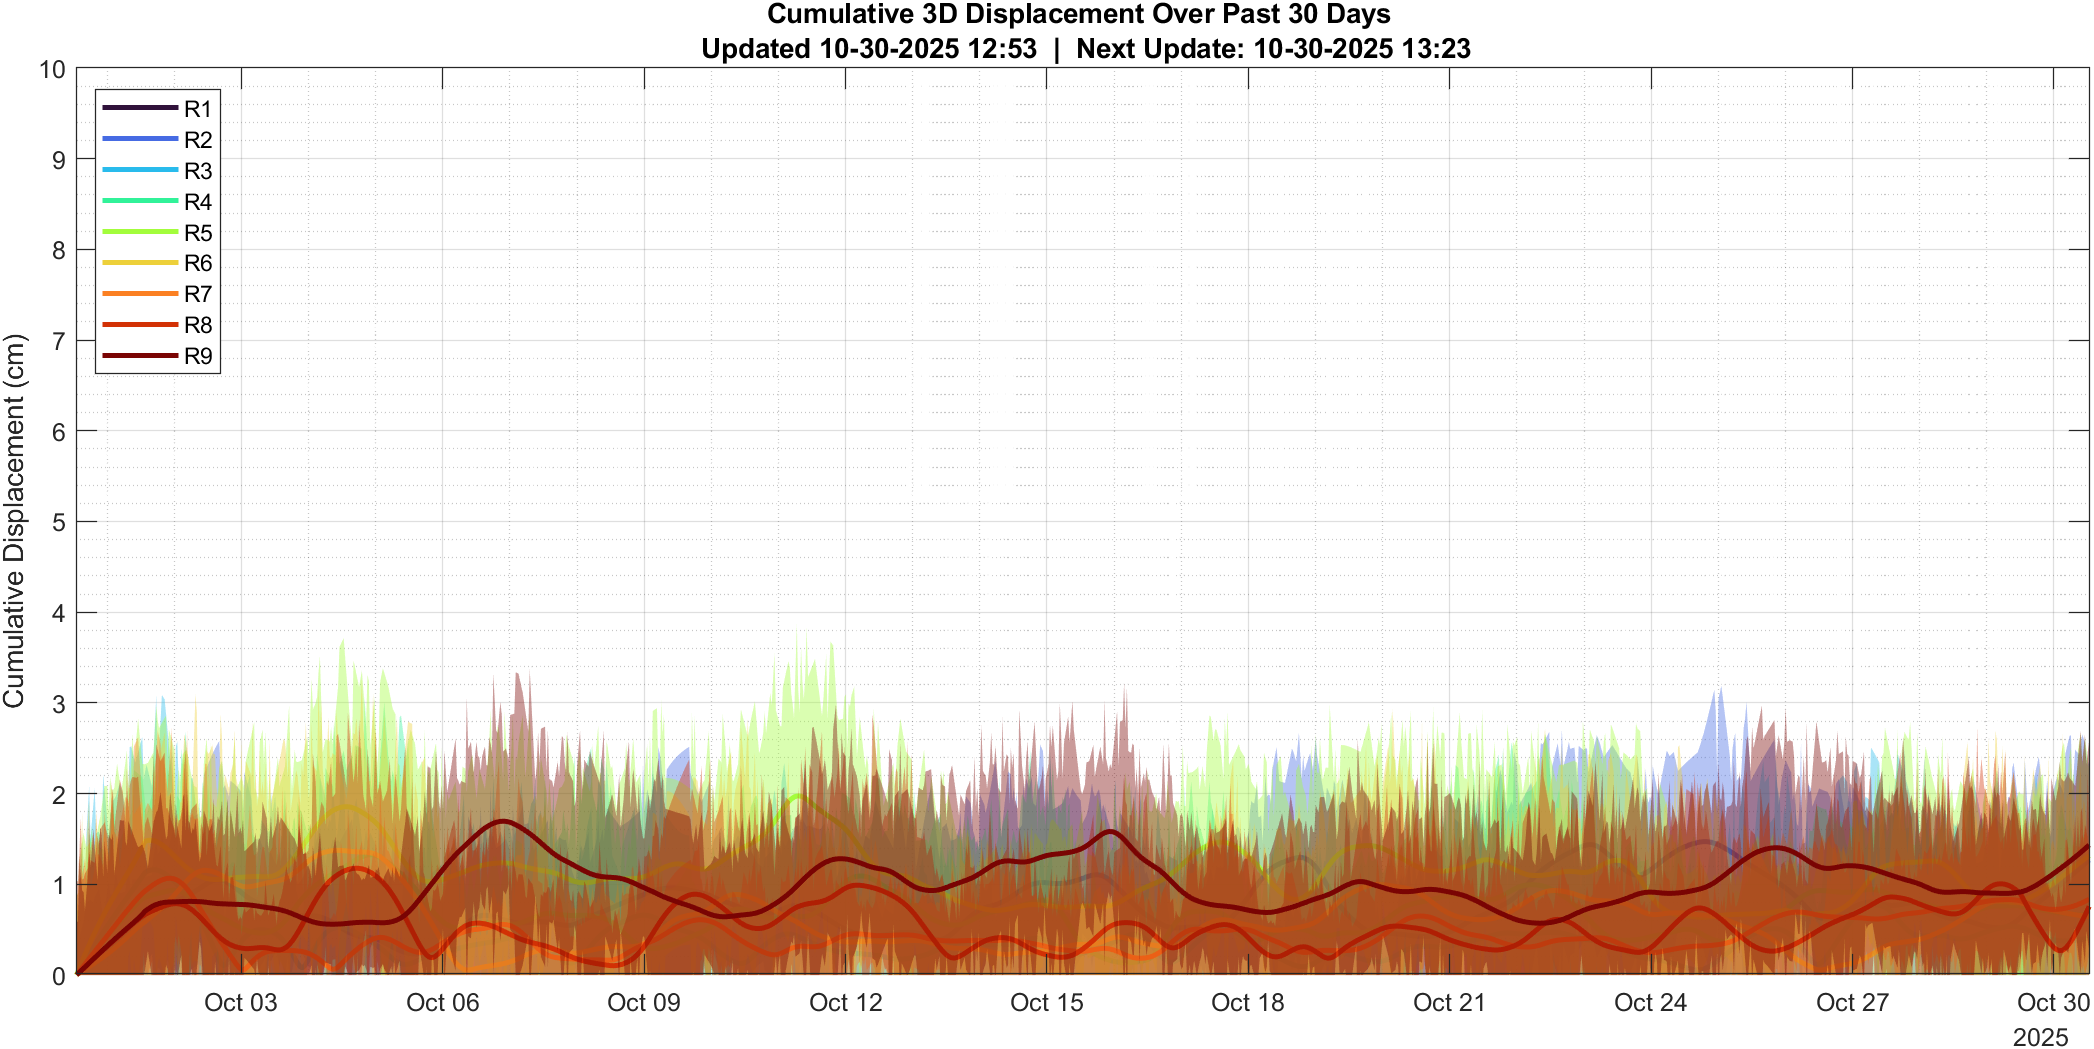 Cumulative 3D Displacement Over Past 30 Days
Updated 10-30-2025 12:53 | Next Update: 10-30-2025 13:23
Cumulative Displacement (cm)
10
9
8
7
6
5
4
3
2
1
0
R1
R2
R3
R4
R5
R6
R7
R8
R9
Oct 03 Oct 06 Oct 09 Oct 12 Oct 15 Oct 18 Oct 21 Oct 24 Oct 27 Oct 30
2025